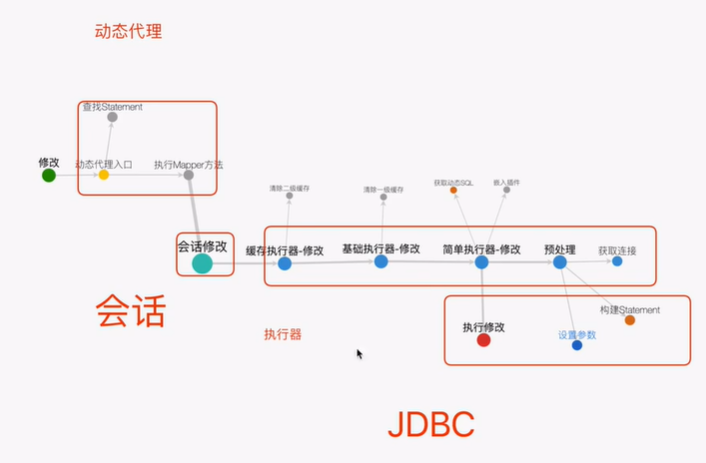 动态代理
查找Statement
修改
动态代理入口
执行Mapper方法
清除二级缓存
清除一级缓存
获取动态SQL
嵌入插件
会话修改
缓存执行器-修改
基础执行器-修改
简单执行器-修改
预处理
获取连接
会话
执行器
执行修改
设置参数
构建Statement
JDBC